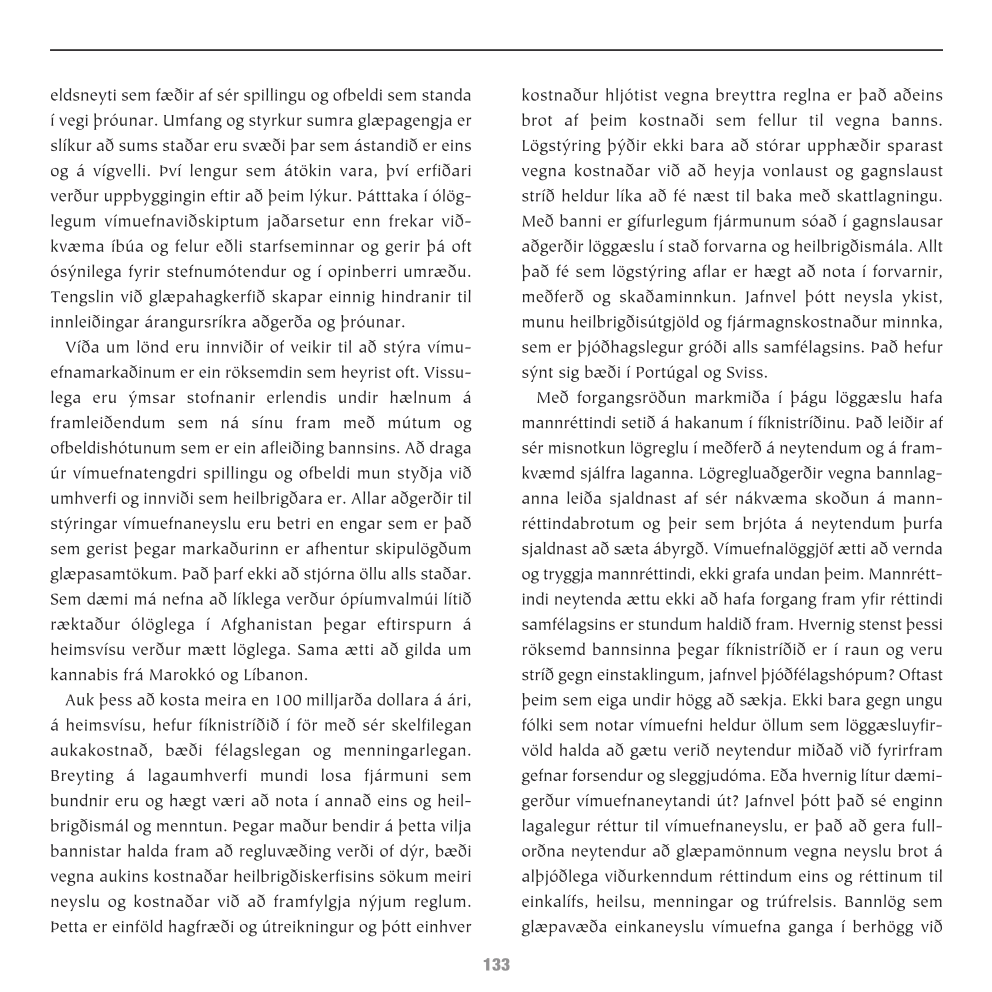 eldsneyti sem fæðir af sér spillingu og ofbeldi sem standa
í vegi þróunar. Umfang og styrkur sumra glæpagengja er
slíkur að sums staðar eru svæði þar sem ástandið er eins
og á vígvelli. Því lengur sem átökin vara, því erfiðari
verður uppbyggingin eftir að þeim lýkur. Þátttaka í ólög-
legum vímuefnaviðskiptum jaðarsetur enn frekar við-
kvæma íbúa og felur eðli starfseminnar og gerir þá oft
ósýnilega fyrir stefnumótendur og í opinberri umræðu.
Tengslin við glæpahagkerfið skapar einnig hindranir til
innleiðingar árangursríkra aðgerða og þróunar.
Víða um lönd eru innviðir of veikir til að stýra vímu-
efnamarkaðinum er ein röksemdin sem heyrist oft. Vissu-
lega eru ýmsar stofnanir erlendis undir hælnum á
framleiðendum sem ná sínu fram með mútum og
ofbeldishótunum sem er ein afleiðing bannsins. Að draga
úr vímuefnatengdri spillingu og ofbeldi mun styðja við
umhverfi og innviði sem heilbrigðara er. Allar aðgerðir til
stýringar vímuefnaneyslu eru betri en engar sem er það
sem gerist þegar markaðurinn er afhentur skipulögðum
glæpasamtökum. Það þarf ekki að stjórna öllu alls staðar.
Sem dæmi má nefna að líklega verður ópíumvalmúi lítið
ræktaður ólöglega í Afghanistan þegar eftirspurn á
heimsvísu verður mætt löglega. Sama ætti að gilda um
kannabis frá Marokkó og Líbanon.
Auk þess að kosta meira en 100 milljarða dollara á ári,
á heimsvísu, hefur fíknistríðið í för með sér skelfilegan
aukakostnað, bæði félagslegan og menningarlegan.
Breyting á lagaumhverfi mundi losa fjármuni sem
bundnir eru og hægt væri að nota í annað eins og heil-
brigðismál og menntun. Þegar maður bendir á þetta vilja
bannistar halda fram að regluvæðing verði of dýr, bæði
vegna aukins kostnaðar heilbrigðiskerfisins sökum meiri
neyslu og kostnaðar við að framfylgja nýjum reglum.
Þetta er einföld hagfræði og útreikningur og þótt einhver
kostnaður hljótist vegna breyttra reglna er það aðeins
brot af þeim kostnaði sem fellur til vegna banns.
Lögstýring þýðir ekki bara að stórar upphæðir sparast
vegna kostnaðar við að heyja vonlaust og gagnslaust
stríð heldur líka að fé næst til baka með skattlagningu.
Með banni er gífurlegum fjármunum sóað í gagnslausar
aðgerðir löggæslu í stað forvarna og heilbrigðismála. Allt
það fé sem lögstýring aflar er hægt að nota í forvarnir,
meðferð og skaðaminnkun. Jafnvel þótt neysla ykist,
munu heilbrigðisútgjöld og fjármagnskostnaður minnka,
sem er þjóðhagslegur gróði alls samfélagsins. Það hefur
sýnt sig bæði í Portúgal og Sviss.
Með forgangsröðun markmiða í þágu löggæslu hafa
mannréttindi setið á hakanum í fíknistríðinu. Það leiðir af
sér misnotkun lögreglu í meðferð á neytendum og á fram-
kvæmd sjálfra laganna. Lögregluaðgerðir vegna bannlag-
anna leiða sjaldnast af sér nákvæma skoðun á mann-
réttindabrotum og þeir sem brjóta á neytendum þurfa
sjaldnast að sæta ábyrgð. Vímuefnalöggjöf ætti að vernda
og tryggja mannréttindi, ekki grafa undan þeim. Mannrétt-
indi neytenda ættu ekki að hafa forgang fram yfir réttindi
samfélagsins er stundum haldið fram. Hvernig stenst þessi
röksemd bannsinna þegar fíknistríðið er í raun og veru
stríð gegn einstaklingum, jafnvel þjóðfélagshópum? Oftast
þeim sem eiga undir högg að sækja. Ekki bara gegn ungu
fólki sem notar vímuefni heldur öllum sem löggæsluyfir-
völd halda að gætu verið neytendur miðað við fyrirfram
gefnar forsendur og sleggjudóma. Eða hvernig lítur dæmi-
gerður vímuefnaneytandi út? Jafnvel þótt það sé enginn
lagalegur réttur til vímuefnaneyslu, er það að gera full-
orðna neytendur að glæpamönnum vegna neyslu brot á
alþjóðlega viðurkenndum réttindum eins og réttinum til
einkalífs, heilsu, menningar og trúfrelsis. Bannlög sem
glæpavæða einkaneyslu vímuefna ganga í berhögg við
133